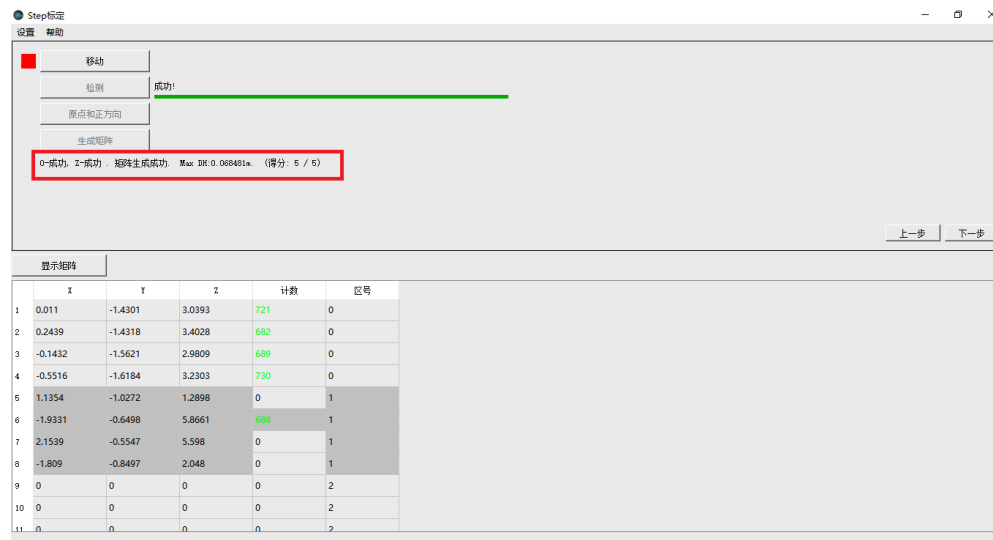 Step标定
设置 帮助
移动
检测 成功!
原点和正方向
生成矩阵
O-成功, Z-成功 . 矩阵生成成功. Max DH:0.068481m. (得分: 5 / 5)
上一步 下一步
显示矩阵
X Y Z 计数 区号
1 0.011 -1.4301 3.0393 721 0
2 0.2439 -1.4318 3.4028 682 0
3 -0.1432 -1.5621 2.9809 689 0
4 -0.5516 -1.6184 3.2303 730 0
5 1.1354 -1.0272 1.2898 0 1
6 -1.9331 -0.6498 5.8661 688 1
7 2.1539 -0.5547 5.598 0 1
8 -1.809 -0.8497 2.048 0 1
9 0 0 0 0 2
10 0 0 0 0 2
11 0 0 0 0 2